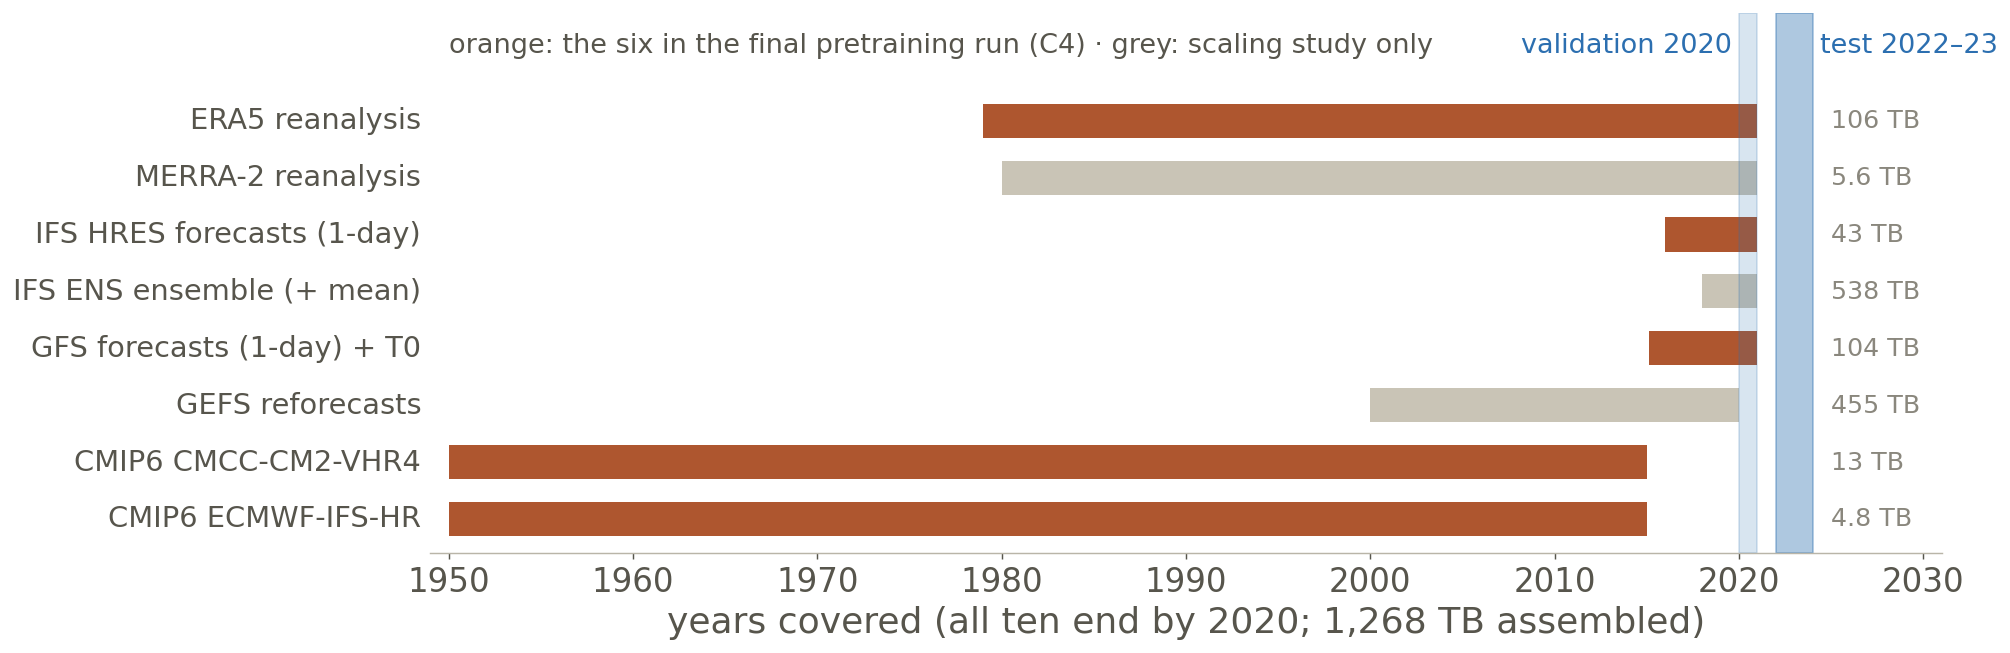 orange: the six in the final pretraining run (C4) · grey: scaling study only
validation 2020
test 2022–23
ERA5 reanalysis
106 TB
MERRA-2 reanalysis
5.6 TB
IFS HRES forecasts (1-day)
43 TB
IFS ENS ensemble (+ mean)
538 TB
GFS forecasts (1-day) + T0
104 TB
GEFS reforecasts
455 TB
CMIP6 CMCC-CM2-VHR4
13 TB
CMIP6 ECMWF-IFS-HR
4.8 TB
1950 1960 1970 1980 1990 2000 2010 2020 2030
years covered (all ten end by 2020; 1,268 TB assembled)